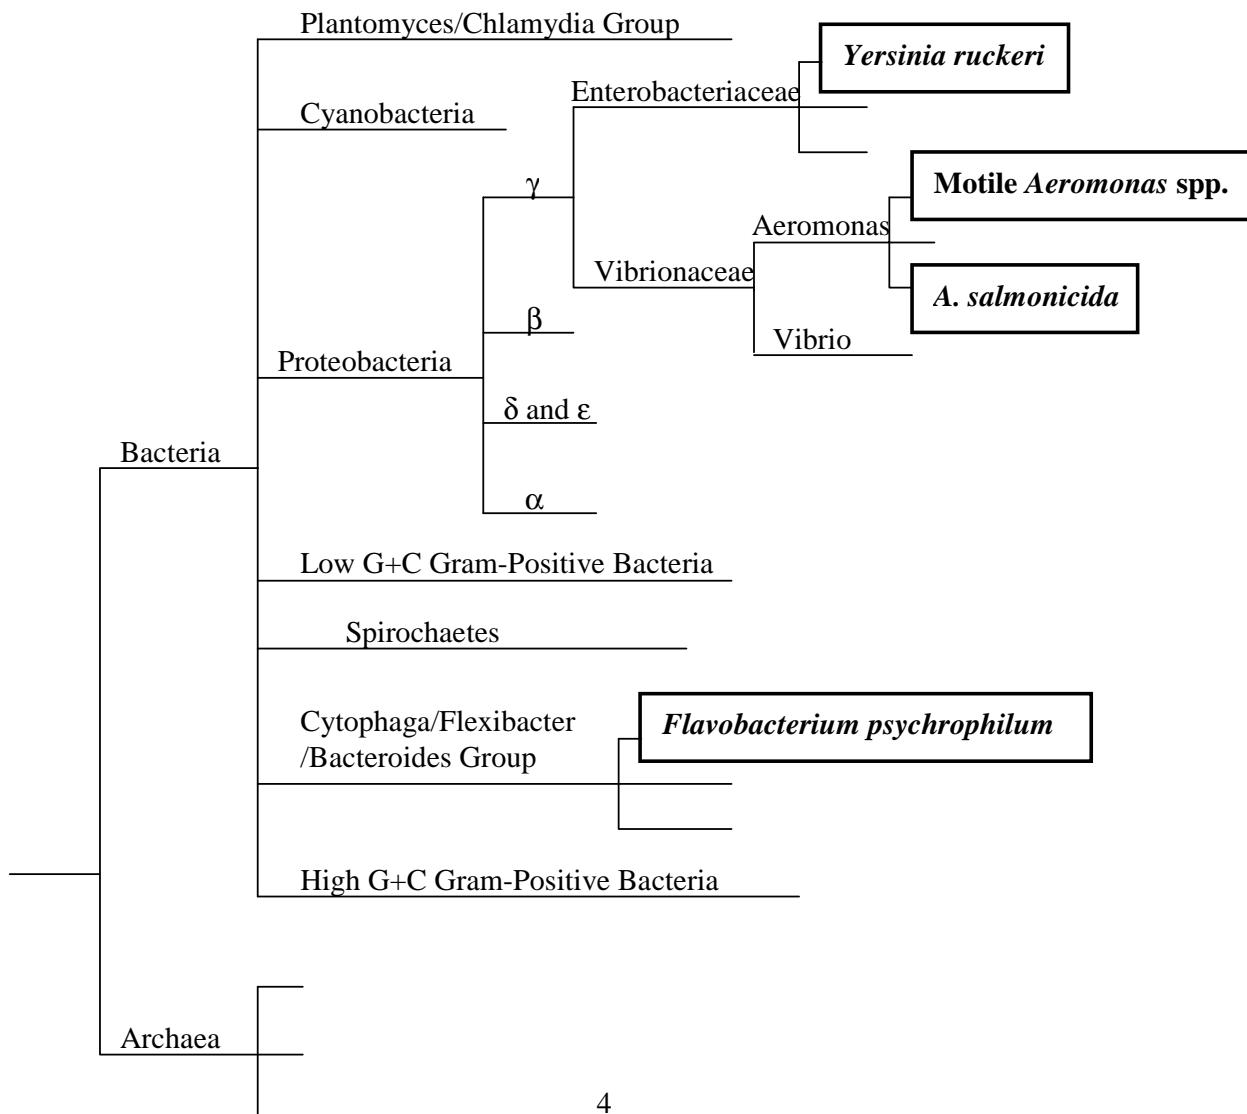 Plantomyces/Chlamydia Group
Yersinia ruckeri
Enterobacteriaceae
Cyanobacteria
Motile Aeromonas spp.
γ
Aeromonas
Vibrionaceae
A. salmonicida
β
Vibrio
Proteobacteria
δ and ε
Bacteria
α
Low G+C Gram-Positive Bacteria
Spirochaetes
Cytophaga/Flexibacter
/Bacteroides Group
Flavobacterium psychrophilum
High G+C Gram-Positive Bacteria
Archaea
4